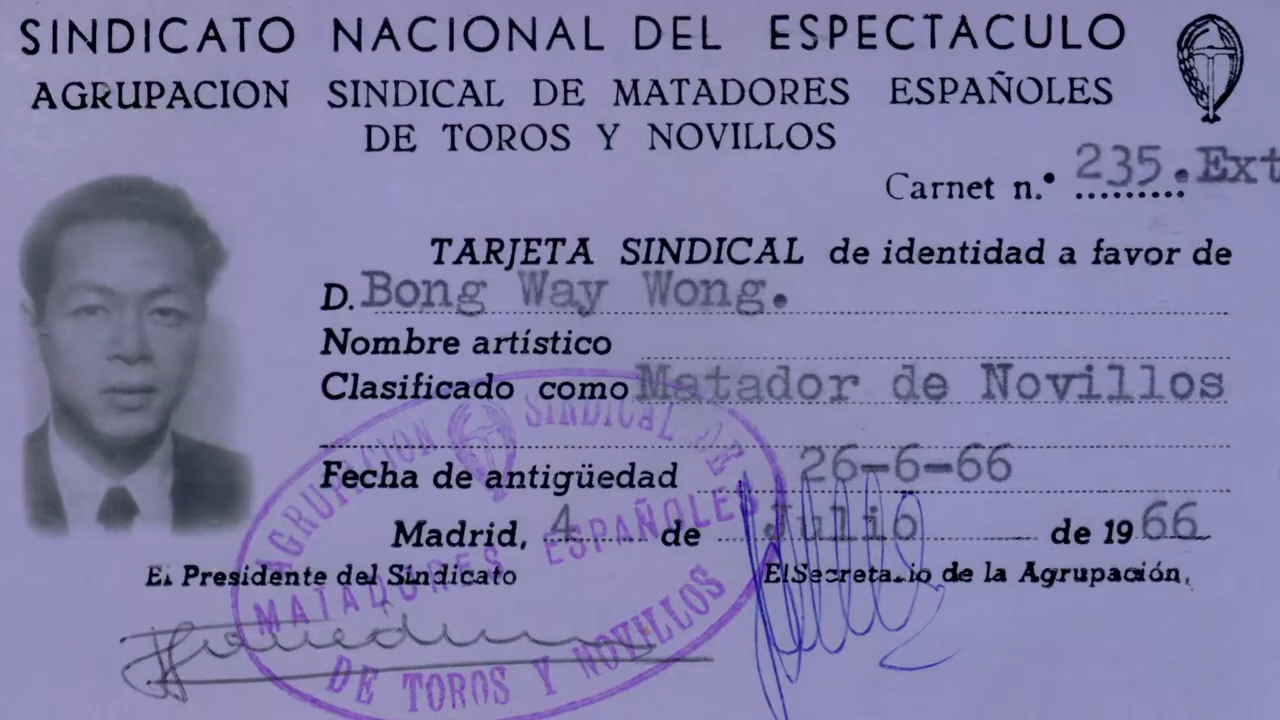 SINDICATO NACIONAL DEL ESPECTACULO
AGRUPACION SINDICAL DE MATADORES ESPAÑOLES
DE TOROS Y NOVILLOS
Carnet n.º 235.Ext
TARJETA SINDICAL de identidad a favor de
D. Bong Way Wong.
Nombre artístico
Clasificado como Matador de Novillos
Fecha de antigüedad 26-6-66
Madrid, 4 de Julio de 1966
El Presidente del Sindicato
El Secretario de la Agrupación,
AGRUPACION SINDICAL DE
MATADORES ESPAÑOLES
DE TOROS Y NOVILLOS